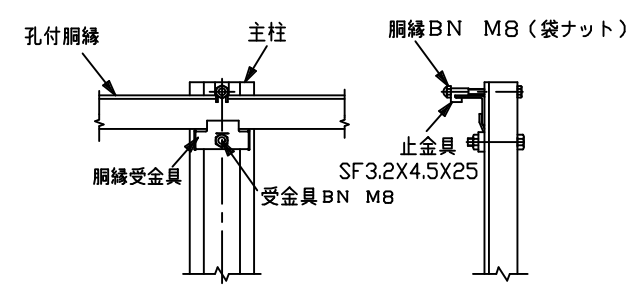 孔付胴縁
主柱
胴縁受金具
受金具BN M8
胴縁BN M8(袋ナット)
止金具
SF3.2X4.5X25